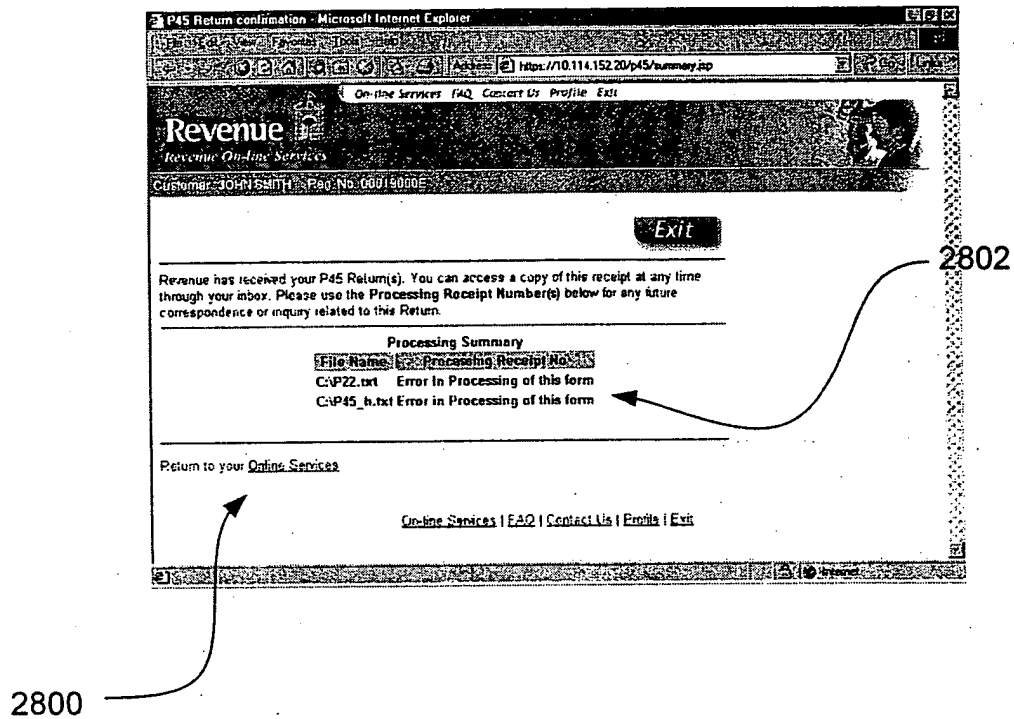 P45 Return confirmation - Microsoft Internet Explorer
Address https://10.114.152.20/p45/summary.jsp
On-line Services FAQ Contact Us Profile Exit
Revenue
Revenue On-line Services
Customer: JOHN SMITH Reg. No. 00019000E
Exit
2802
Revenue has received your P45 Return(s). You can access a copy of this receipt at any time
through your inbox. Please use the Processing Receipt Number(s) below for any future
correspondence or inquiry related to this Return.
Processing Summary
File Name Processing Receipt No.
C:\P22.txt Error In Processing of this form
C:\P45_h.txt Error in Processing of this form
Return to your Online Services
On-line Services | FAQ | Contact Us | Profile | Exit
Internet
2800